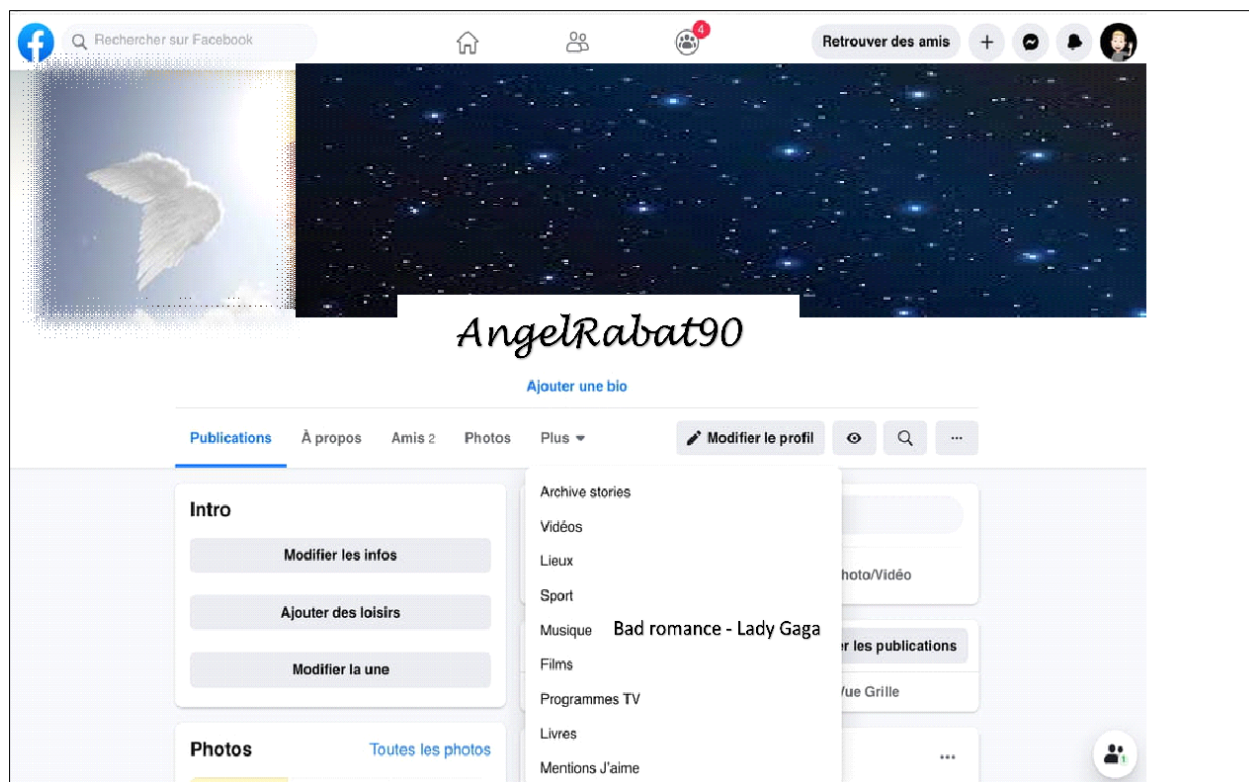 Rechercher sur Facebook
4
Retrouver des amis
AngelRabat90
Ajouter une bio
Publications À propos Amis 2 Photos Plus
Modifier le profil
Intro
Modifier les infos
Ajouter des loisirs
Modifier la une
Photos Toutes les photos
Archive stories
Vidéos
Lieux
Sport
Musique Bad romance - Lady Gaga
Films
Programmes TV
Livres
Mentions J'aime
hoto/Vidéo
er les publications
Vue Grille
1